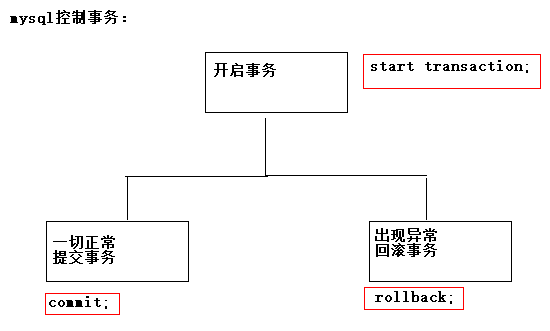 mysql控制事务：
开启事务
start transaction;
一切正常
提交事务
commit;
出现异常
回滚事务
rollback;